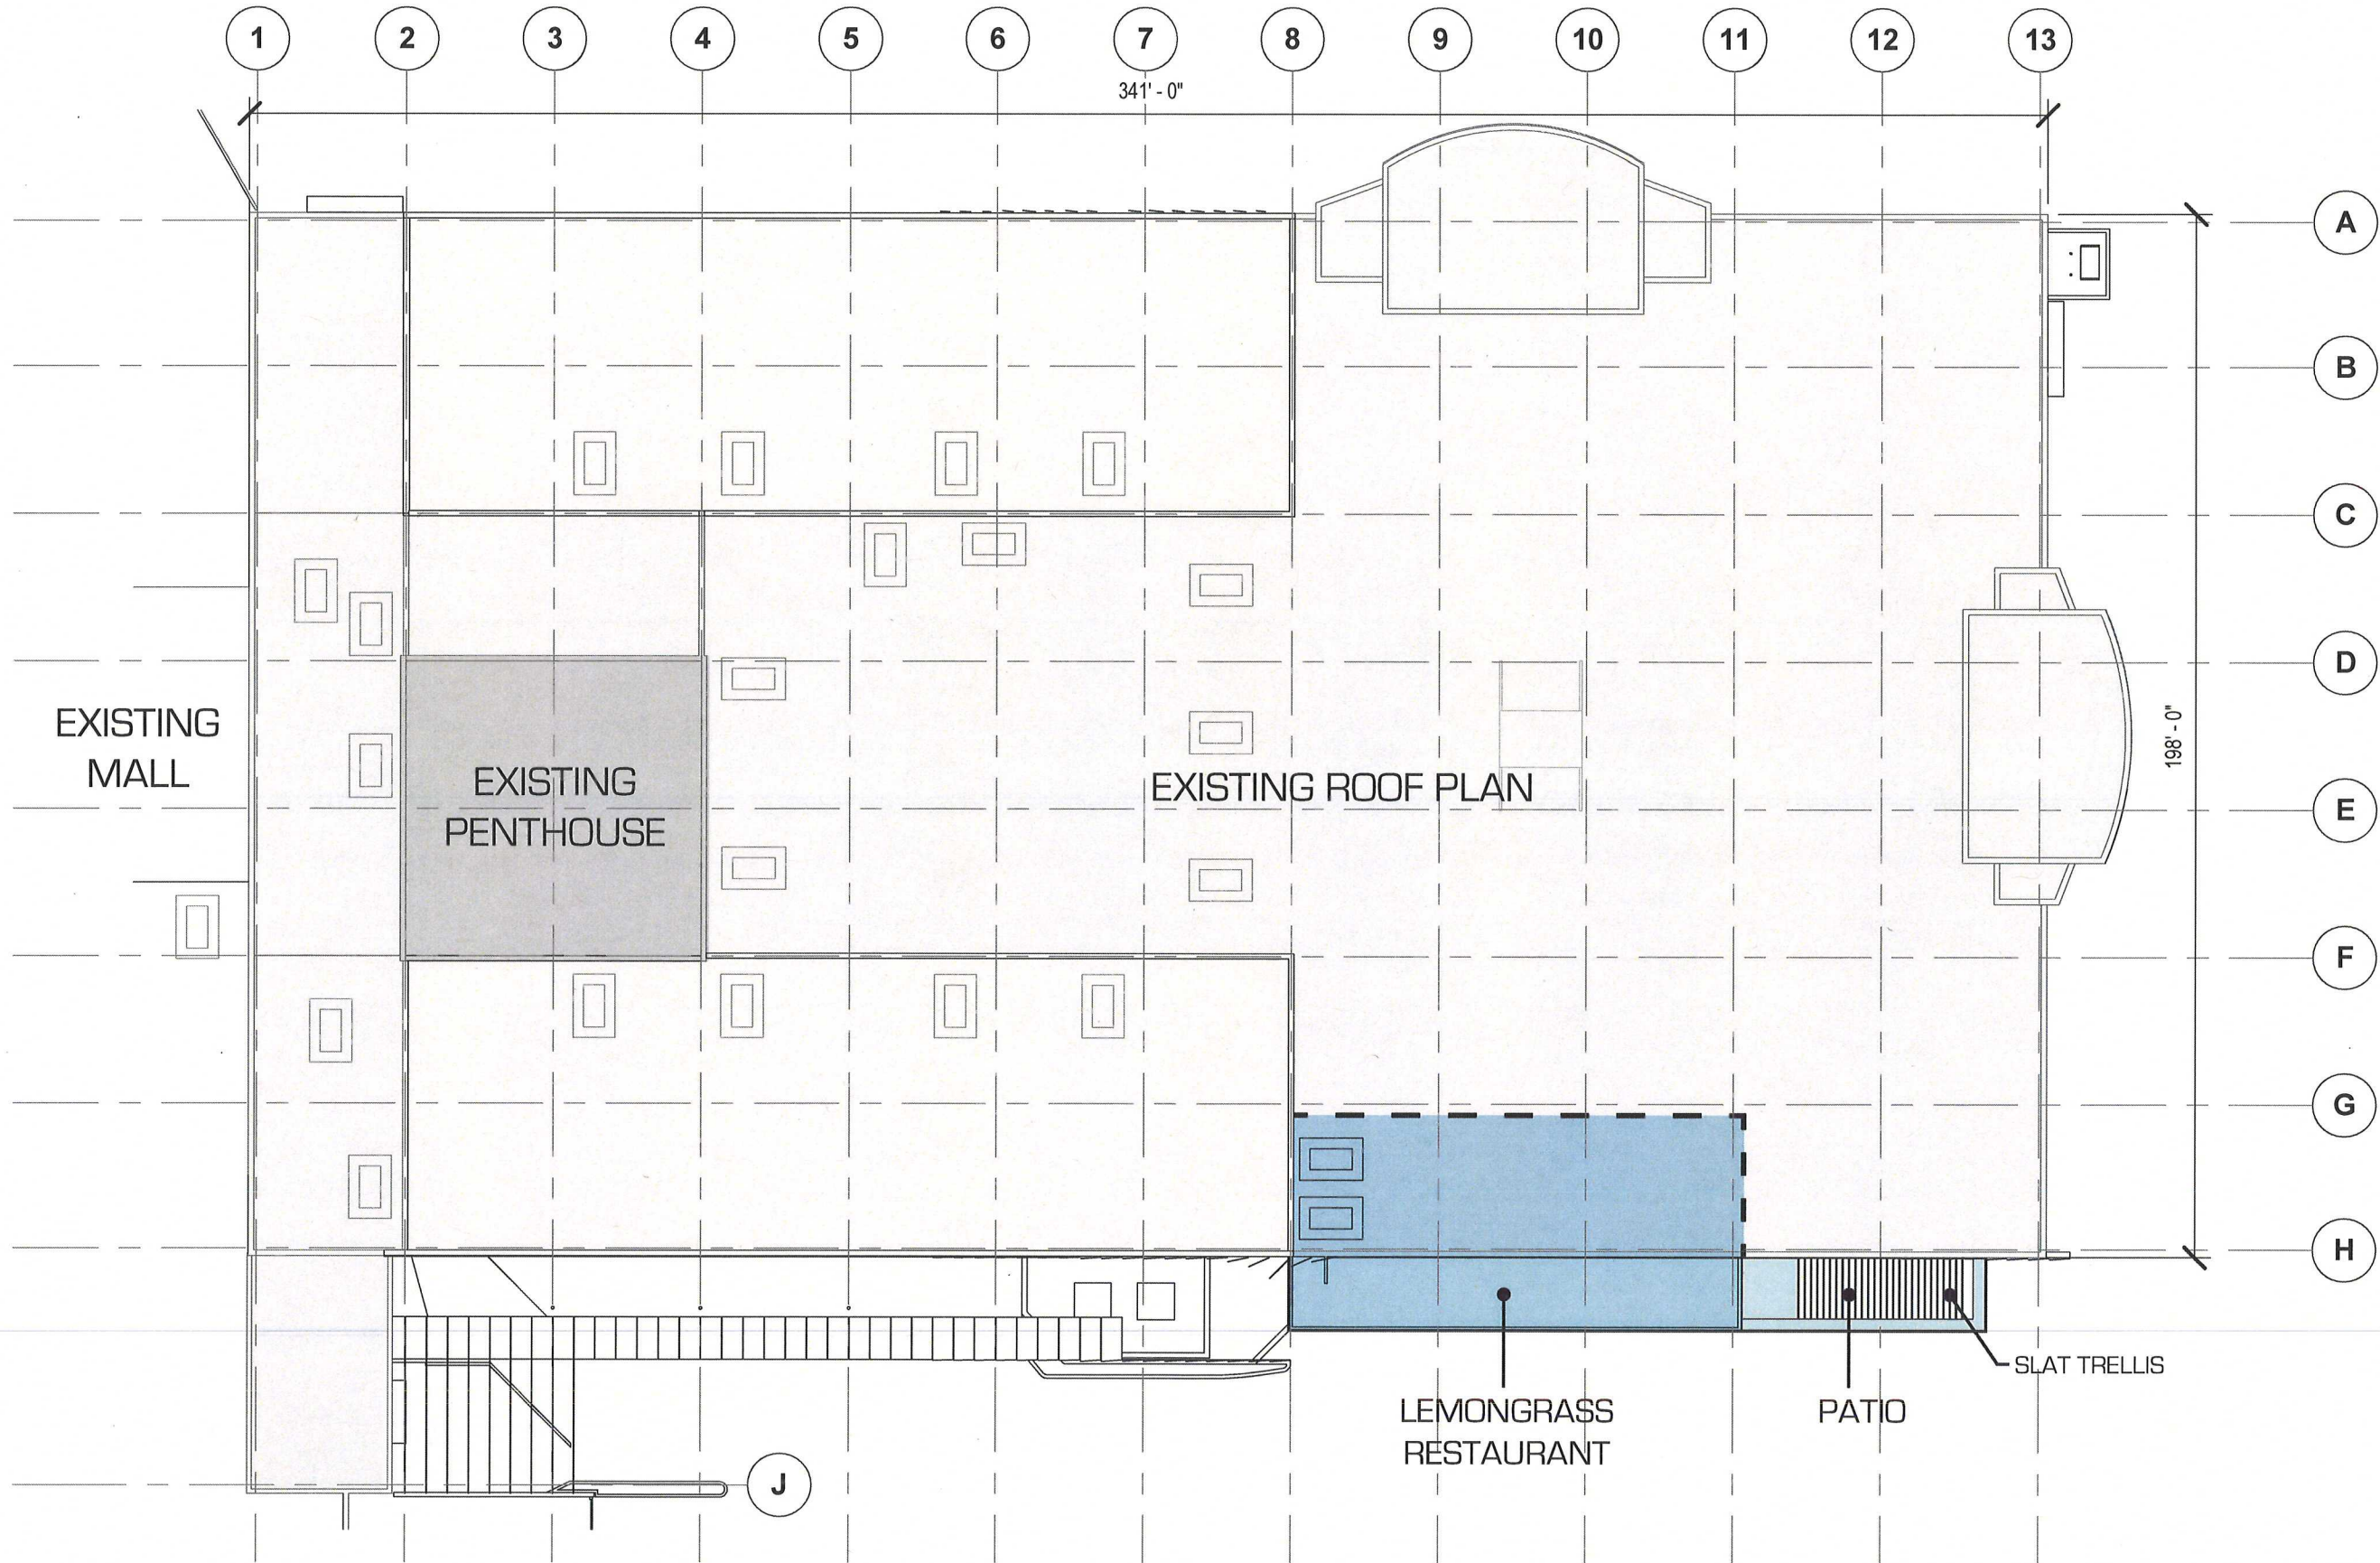 1 2 3 4 5 6 7 8 9 10 11 12 13
341' - 0"
A
B
C
D
EXISTING
MALL
EXISTING
PENTHOUSE
EXISTING ROOF PLAN
198' - 0"
E
F
G
H
SLAT TRELLIS
LEMONGRASS
RESTAURANT
PATIO
J